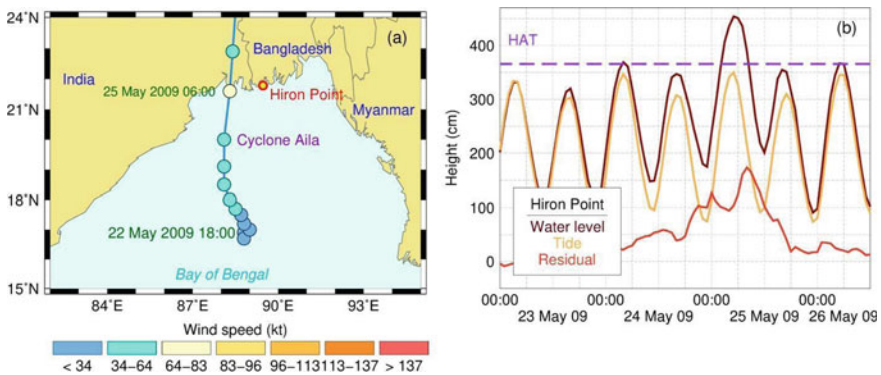 24˚N
(a)
Bangladesh
India
25 May 2009 06:00
Hiron Point
21˚N
Myanmar
Cyclone Aila
18˚N
22 May 2009 18:00
Bay of Bengal
15˚N
84˚E 87˚E 90˚E 93˚E
Wind speed (kt)
< 34 34–64 64–83 83–96 96–113 113–137 > 137
(b)
HAT
400
300
200
100
0
Height (cm)
Hiron Point
Water level
Tide
Residual
00:00 00:00 00:00 00:00
23 May 09 24 May 09 25 May 09 26 May 09